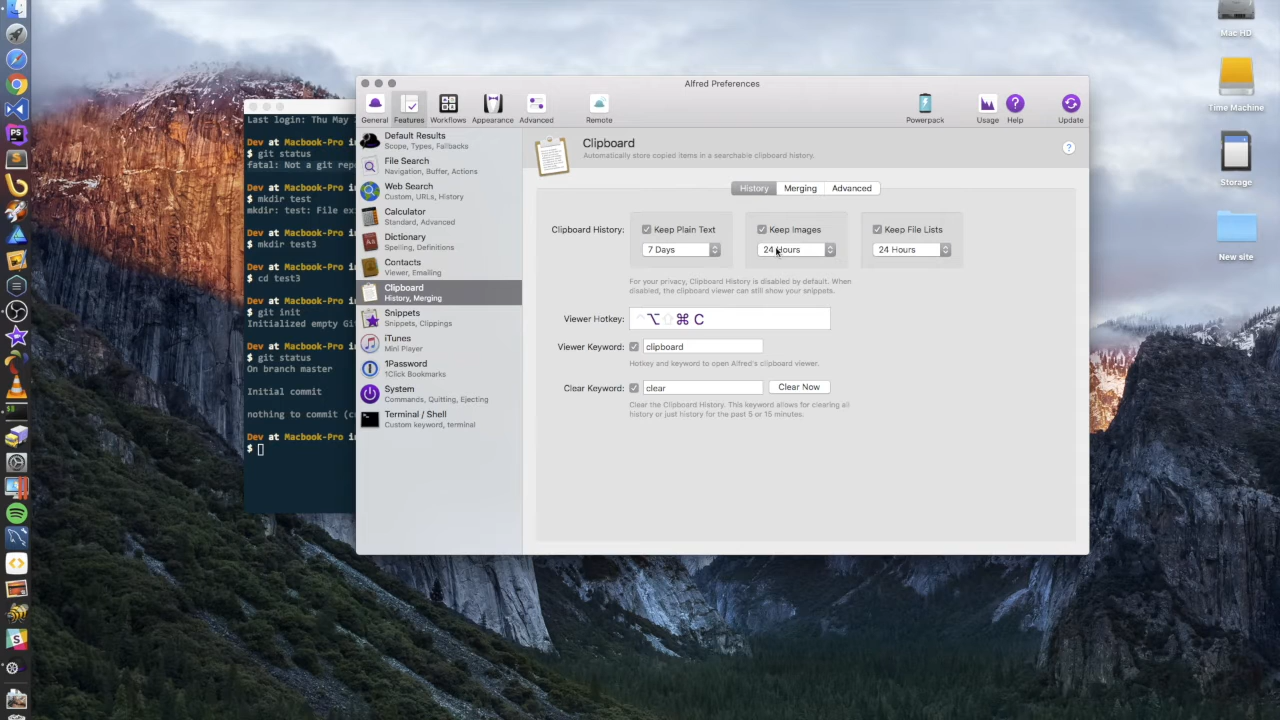 Mac HD
Time Machine
Storage
New site
Last login: Thu May
Dev at Macbook-Pro i
$ git status
fatal: Not a git rep
Dev at Macbook-Pro i
$ mkdir test
mkdir: test: File ex
Dev at Macbook-Pro i
$ mkdir test3
Dev at Macbook-Pro i
$ cd test3
Dev at Macbook-Pro i
$ git init
Initialized empty Gi
Dev at Macbook-Pro i
$ git status
On branch master
Initial commit
nothing to commit (c
Dev at Macbook-Pro i
$
Alfred Preferences
General
Features
Workflows
Appearance
Advanced
Remote
Powerpack
Usage
Help
Update
Default Results
Scope, Types, Fallbacks
File Search
Navigation, Buffer, Actions
Web Search
Custom, URLs, History
Calculator
Standard, Advanced
Dictionary
Spelling, Definitions
Contacts
Viewer, Emailing
Clipboard
History, Merging
Snippets
Snippets, Clippings
iTunes
Mini Player
1Password
1Click Bookmarks
System
Commands, Quitting, Ejecting
Terminal / Shell
Custom keyword, terminal
Clipboard
Automatically store copied items in a searchable clipboard history.
?
History Merging Advanced
Clipboard History:
Keep Plain Text
7 Days
Keep Images
24 Hours
Keep File Lists
24 Hours
For your privacy, Clipboard History is disabled by default. When
disabled, the clipboard viewer can still show your snippets.
Viewer Hotkey: ^⌥⇧⌘ C
Viewer Keyword: clipboard
Hotkey and keyword to open Alfred's clipboard viewer.
Clear Keyword: clear Clear Now
Clear the Clipboard History. This keyword allows for clearing all
history or just history for the past 5 or 15 minutes.